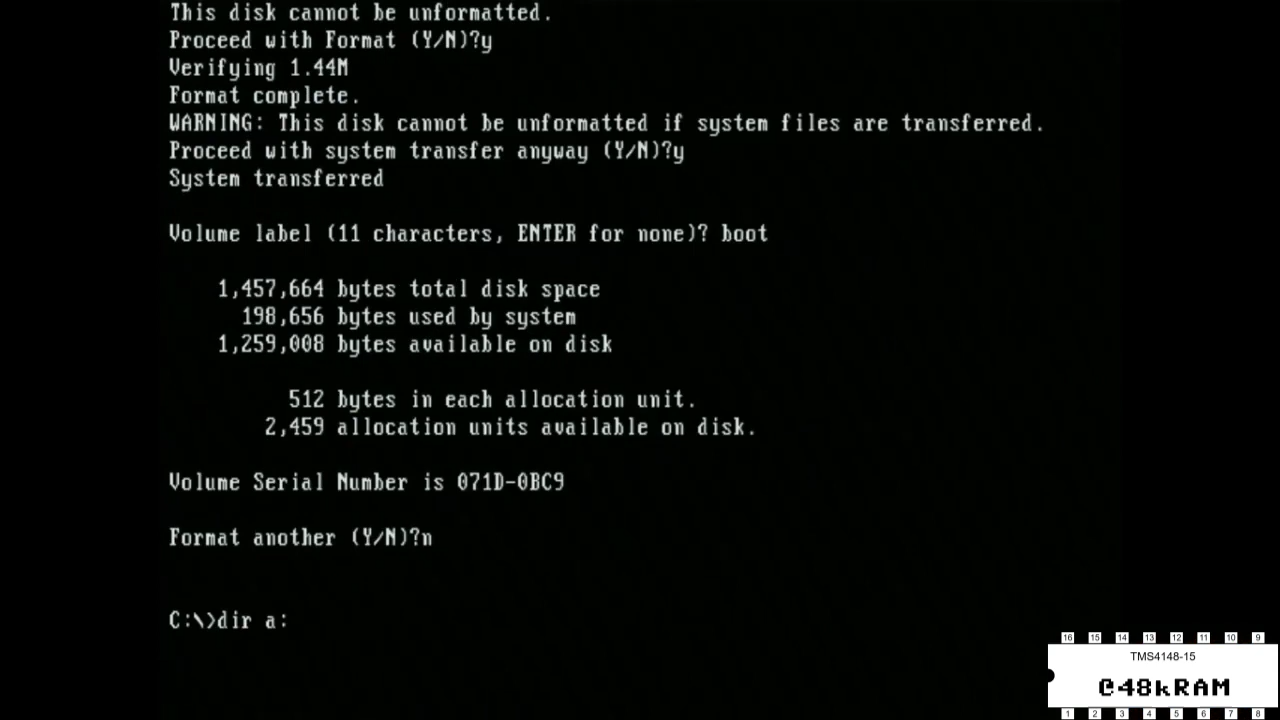 This disk cannot be unformatted.
Proceed with Format (Y/N)?y
Verifying 1.44M
Format complete.
WARNING: This disk cannot be unformatted if system files are transferred.
Proceed with system transfer anyway (Y/N)?y
System transferred
Volume label (11 characters, ENTER for none)? boot
1,457,664 bytes total disk space
198,656 bytes used by system
1,259,008 bytes available on disk
512 bytes in each allocation unit.
2,459 allocation units available on disk.
Volume Serial Number is 071D-0BC9
Format another (Y/N)?n
C:\>dir a:
16 15 14 13 12 11 10 9
TMS4148-15
@48kRAM
1 2 3 4 5 6 7 8